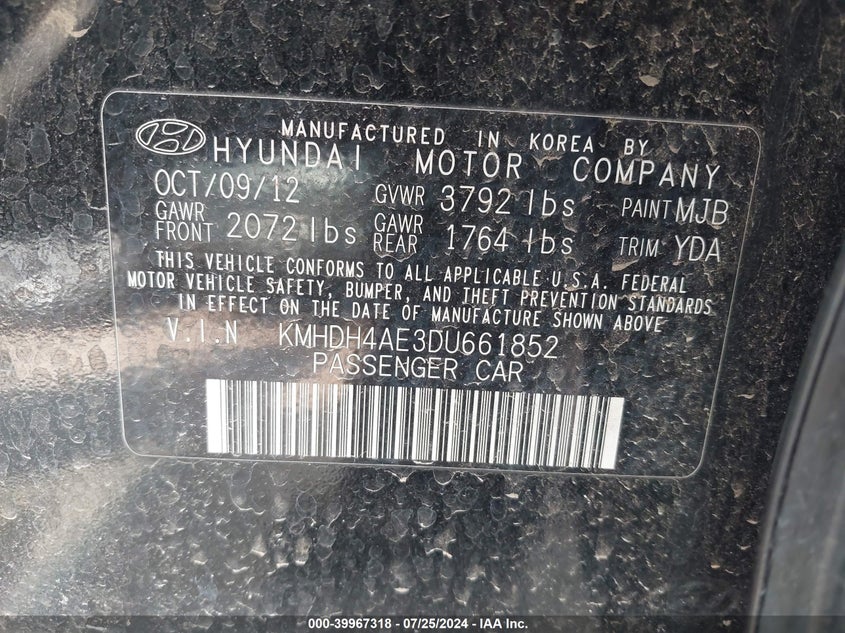 MANUFACTURED IN KOREA BY
HYUNDAI MOTOR COMPANY
OCT/09/12 GVWR 3792 lbs PAINT MJB
GAWR FRONT 2072 lbs GAWR REAR 1764 lbs TRIM YDA
THIS VEHICLE CONFORMS TO ALL APPLICABLE U.S.A. FEDERAL
MOTOR VEHICLE SAFETY, BUMPER, AND THEFT PREVENTION STANDARDS
IN EFFECT ON THE DATE OF MANUFACTURE SHOWN ABOVE
V.I.N KMHDH4AE3DU661852
PASSENGER CAR
000-39967318 - 07/25/2024 - IAA Inc.